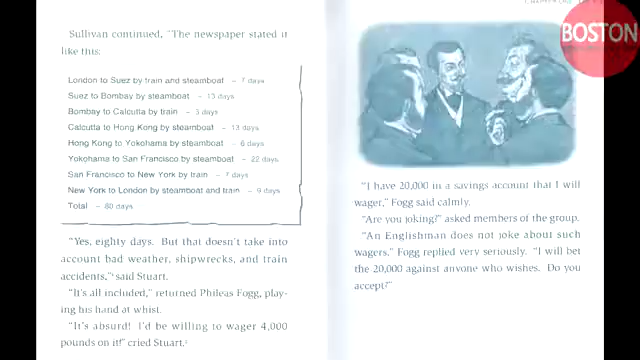 Sullivan continued, "The newspaper stated it
like this:
London to Suez by train and steamboat – 7 days
Suez to Bombay by steamboat – 13 days
Bombay to Calcutta by train – 3 days
Calcutta to Hong Kong by steamboat – 13 days
Hong Kong to Yokohama by steamboat – 6 days
Yokohama to San Francisco by steamboat – 22 days
San Francisco to New York by train – 7 days
New York to London by steamboat and train – 9 days
Total – 80 days
"Yes, eighty days. But that doesn't take into
account bad weather, shipwrecks, and train
accidents," said Stuart.
"It's all included," returned Phileas Fogg, play-
ing his hand at whist.
"It's absurd! I'd be willing to wager 4,000
pounds on it!" cried Stuart.
BOSTON
"I have 20,000 in a savings account that I will
wager," Fogg said calmly.
"Are you joking?" asked members of the group.
"An Englishman does not joke about such
wagers," Fogg replied very seriously. "I will bet
the 20,000 against anyone who wishes. Do you
accept?"